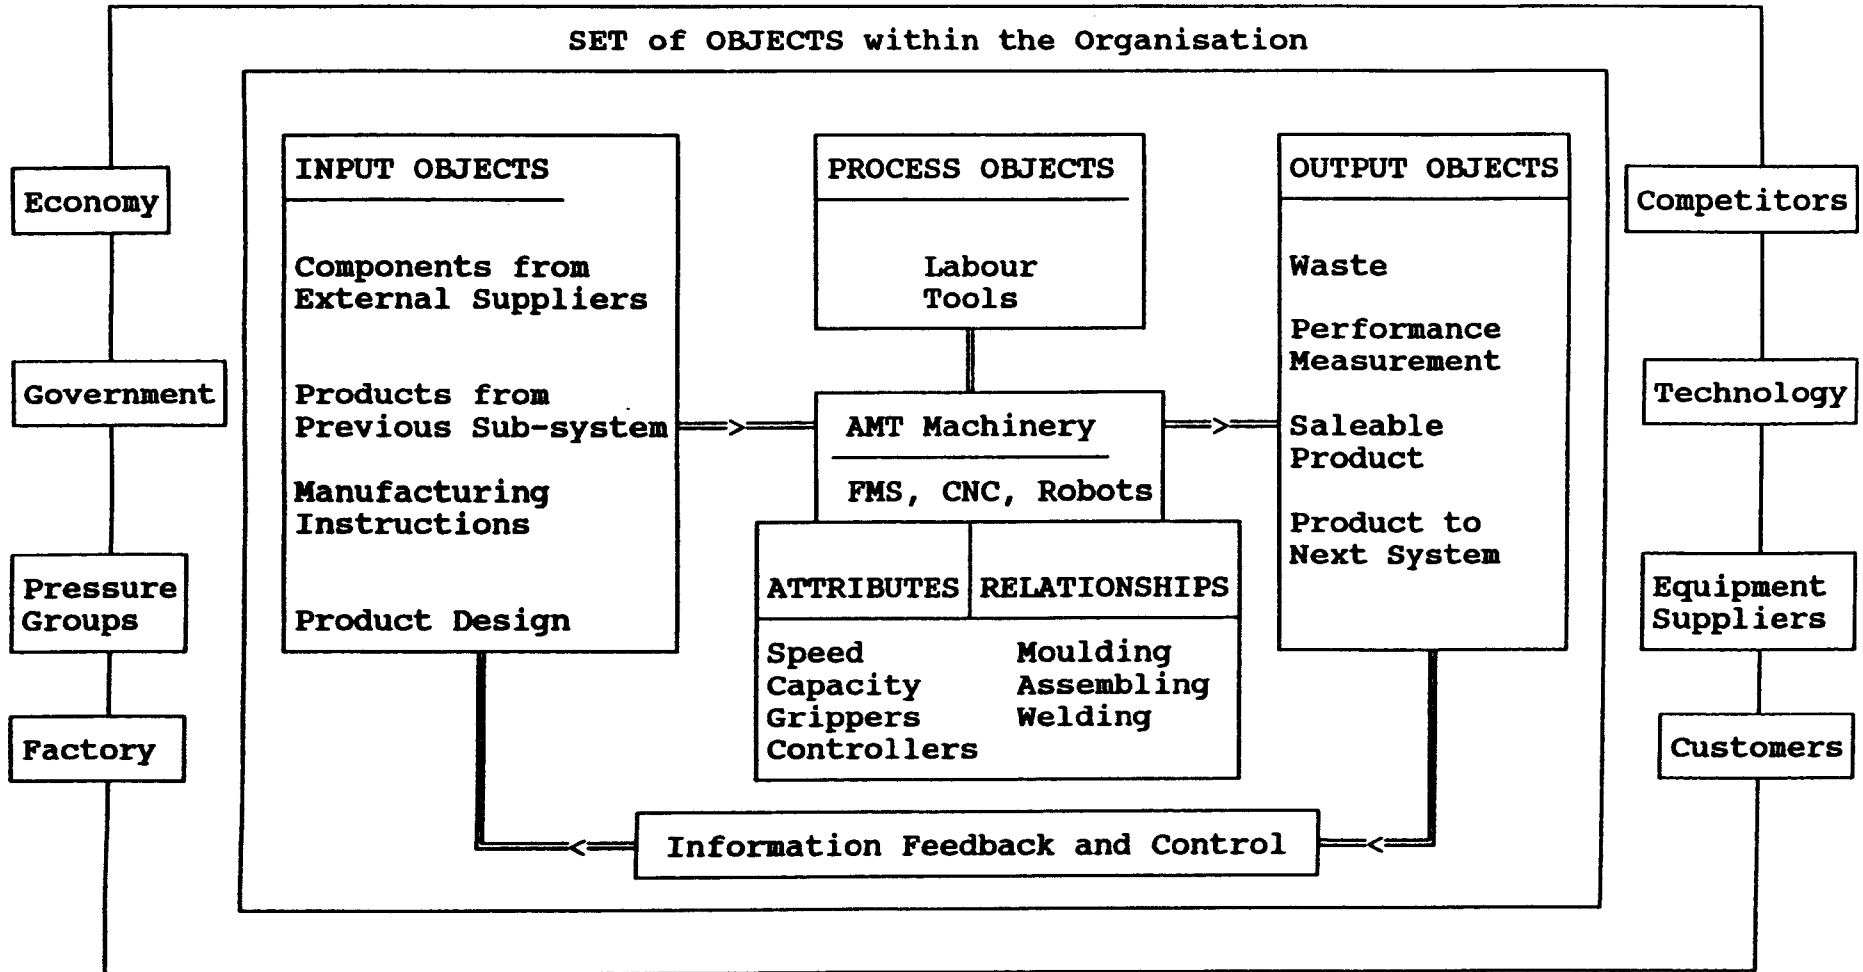 SET of OBJECTS within the Organisation
Economy
Government
Pressure
Groups
Factory
INPUT OBJECTS
Components from
External Suppliers
Products from
Previous Sub-system
Manufacturing
Instructions
Product Design
PROCESS OBJECTS
Labour
Tools
AMT Machinery
FMS, CNC, Robots
ATTRIBUTES
Speed
Capacity
Grippers
Controllers
RELATIONSHIPS
Moulding
Assembling
Welding
OUTPUT OBJECTS
Waste
Performance
Measurement
Saleable
Product
Product to
Next System
Information Feedback and Control
Competitors
Technology
Equipment
Suppliers
Customers